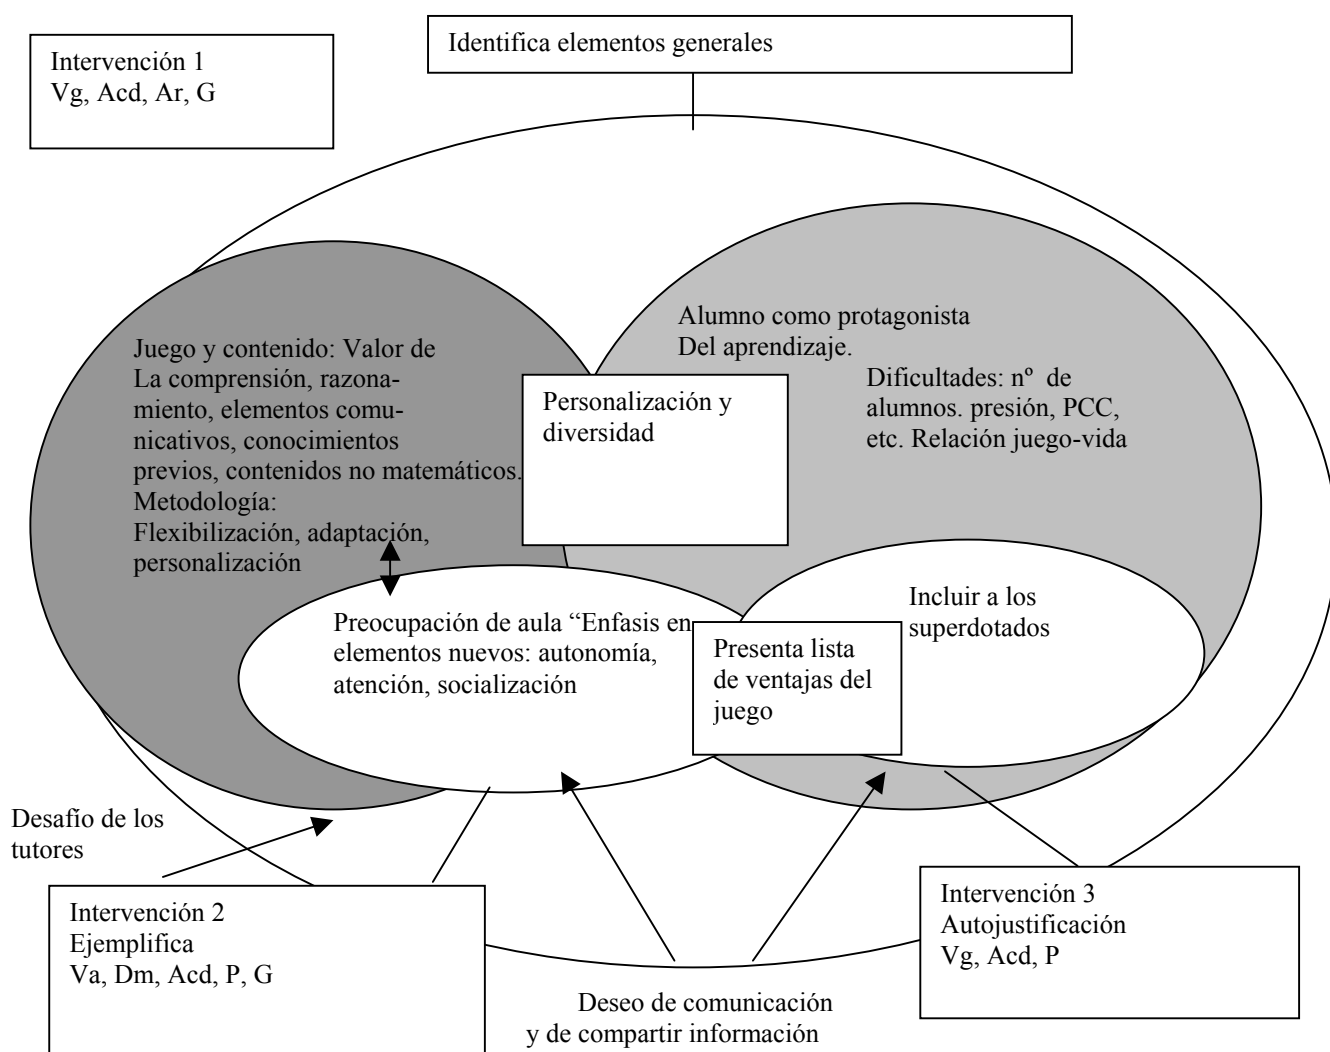 Identifica elementos generales
Intervención 1
Vg, Acd, Ar, G
Juego y contenido: Valor de
La comprensión, razona-
miento, elementos comu-
nicativos, conocimientos
previos, contenidos no matemáticos.
Metodología:
Flexibilización, adaptación,
personalización
Personalización y
diversidad
Alumno como protagonista
Del aprendizaje.
Dificultades: nº de
alumnos. presión, PCC,
etc. Relación juego-vida
Preocupación de aula “Enfasis en
elementos nuevos: autonomía,
atención, socialización
Presenta lista
de ventajas del
juego
Incluir a los
superdotados
Desafío de los
tutores
Intervención 2
Ejemplifica
Va, Dm, Acd, P, G
Deseo de comunicación
y de compartir información
Intervención 3
Autojustificación
Vg, Acd, P